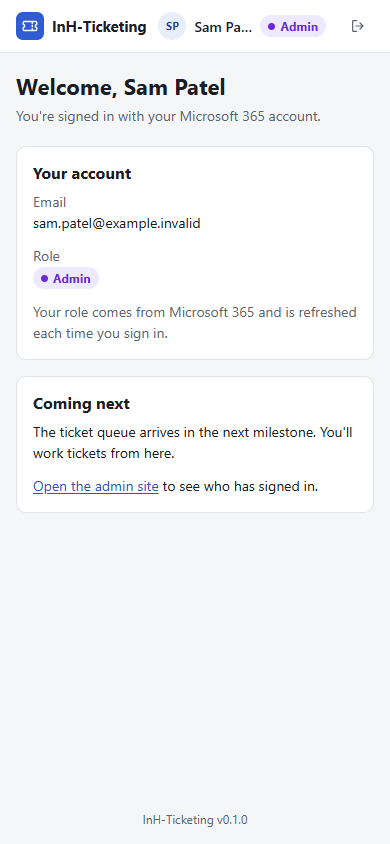 InH-Ticketing SP Sam Pa... Admin
Welcome, Sam Patel
You're signed in with your Microsoft 365 account.
Your account
Email
sam.patel@example.invalid
Role
Admin
Your role comes from Microsoft 365 and is refreshed
each time you sign in.
Coming next
The ticket queue arrives in the next milestone. You'll
work tickets from here.
Open the admin site to see who has signed in.
InH-Ticketing v0.1.0